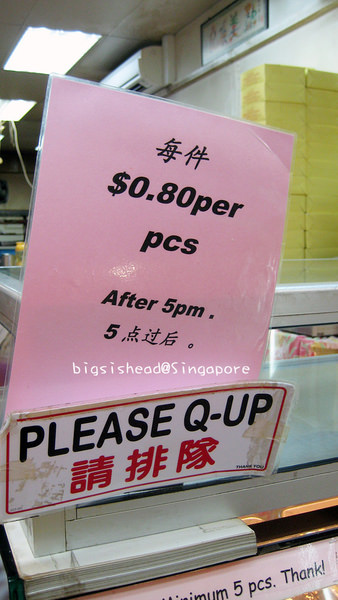 每件
$0.80per
pcs
After 5pm .
5 点过后 。
bigsishead@Singapore
PLEASE Q-UP
請排隊
THANK YOU
Minimum 5 pcs. Thank!